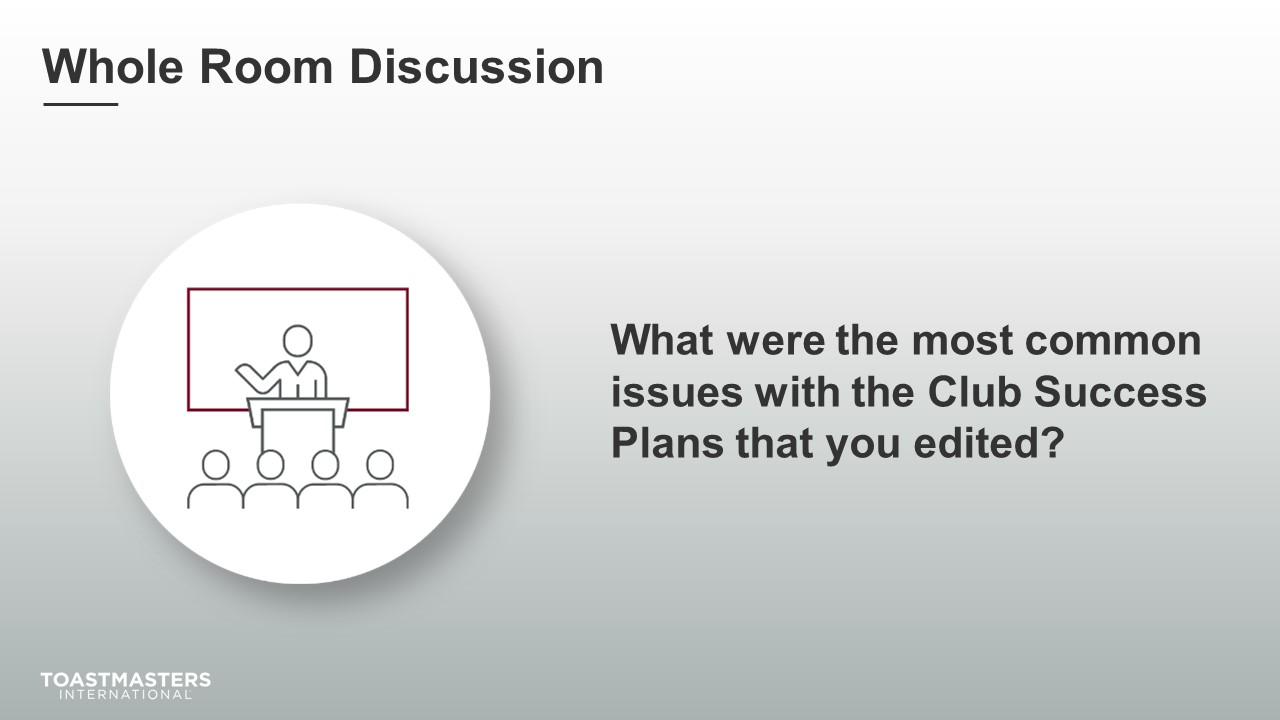 Whole Room Discussion
What were the most common
issues with the Club Success
Plans that you edited?
TOASTMASTERS
INTERNATIONAL